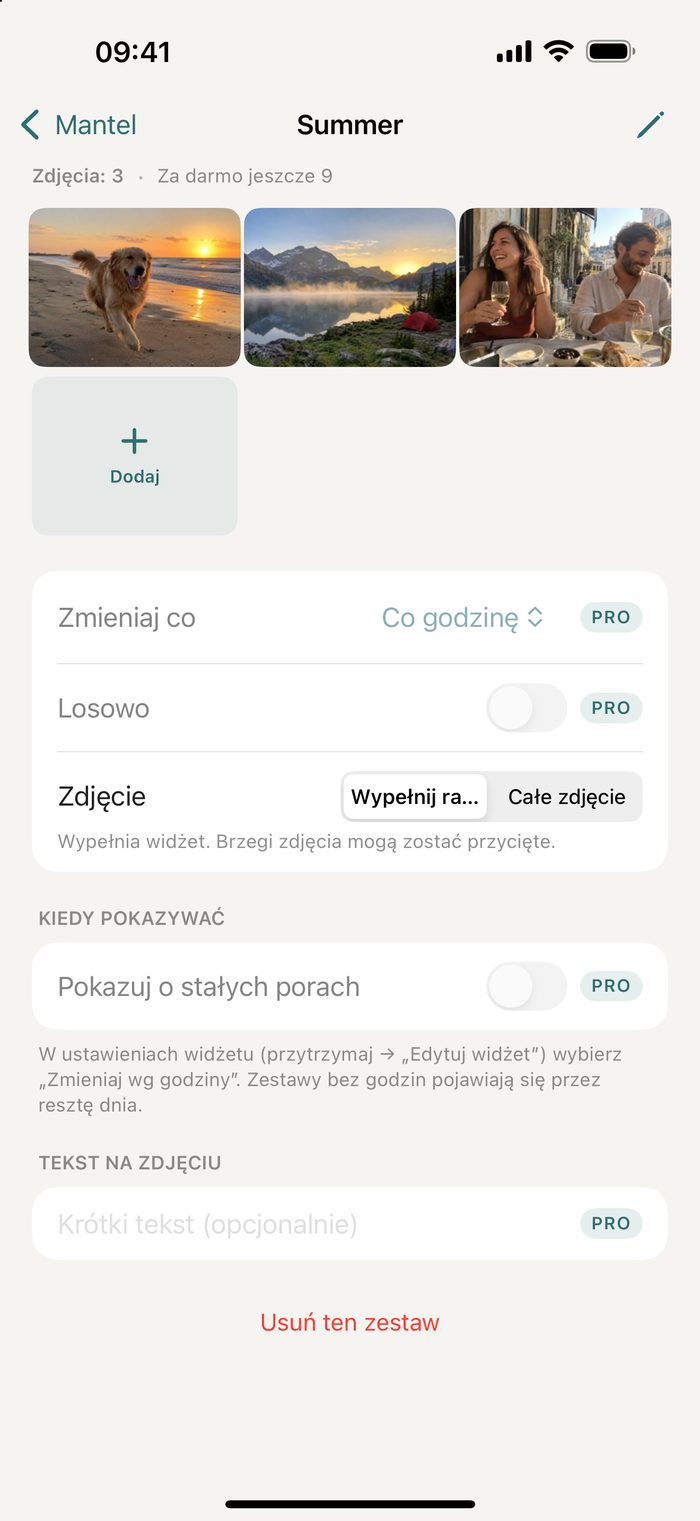 09:41
Mantel
Summer
Zdjęcia: 3 · Za darmo jeszcze 9
Dodaj
Zmieniaj co Co godzinę PRO
Losowo PRO
Zdjęcie Wypełnij ra... Całe zdjęcie
Wypełnia widżet. Brzegi zdjęcia mogą zostać przycięte.
KIEDY POKAZYWAĆ
Pokazuj o stałych porach PRO
W ustawieniach widżetu (przytrzymaj → „Edytuj widżet”) wybierz
„Zmieniaj wg godziny”. Zestawy bez godzin pojawiają się przez
resztę dnia.
TEKST NA ZDJĘCIU
Krótki tekst (opcjonalnie) PRO
Usuń ten zestaw